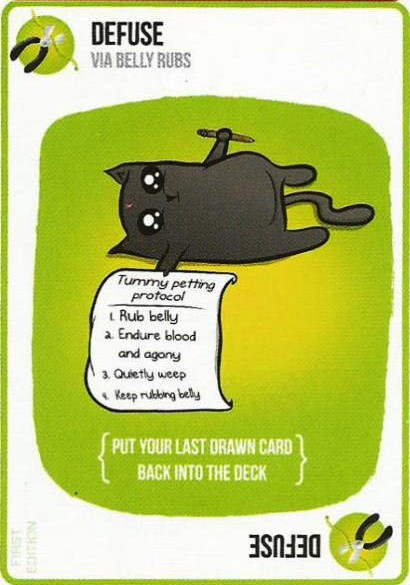 DEFUSE
VIA BELLY RUBS
Tummy petting
protocol
1. Rub belly
2. Endure blood
and agony
3. Quietly weep
4. Keep rubbing belly
PUT YOUR LAST DRAWN CARD
BACK INTO THE DECK
DEFUSE
FIRST
EDITION